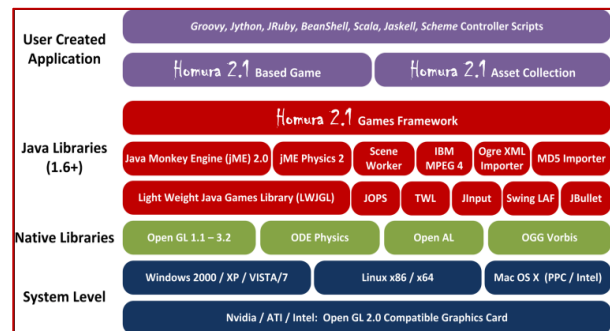 Groovy, Jython, JRuby, BeanShell, Scala, Jaskell, Scheme Controller Scripts
User Created
Application
Homura 2.1 Based Game
Homura 2.1 Asset Collection
Homura 2.1 Games Framework
Java Libraries
(1.6+)
Java Monkey Engine (jME) 2.0
jME Physics 2
Scene
Worker
IBM
MPEG 4
Ogre XML
Importer
MD5 Importer
Light Weight Java Games Library (LWJGL)
JOPS
TWL
JInput
Swing LAF
JBullet
Native Libraries
Open GL 1.1 – 3.2
ODE Physics
Open AL
OGG Vorbis
System Level
Windows 2000 / XP / VISTA/7
Linux x86 / x64
Mac OS X (PPC / Intel)
Nvidia / ATI / Intel: Open GL 2.0 Compatible Graphics Card